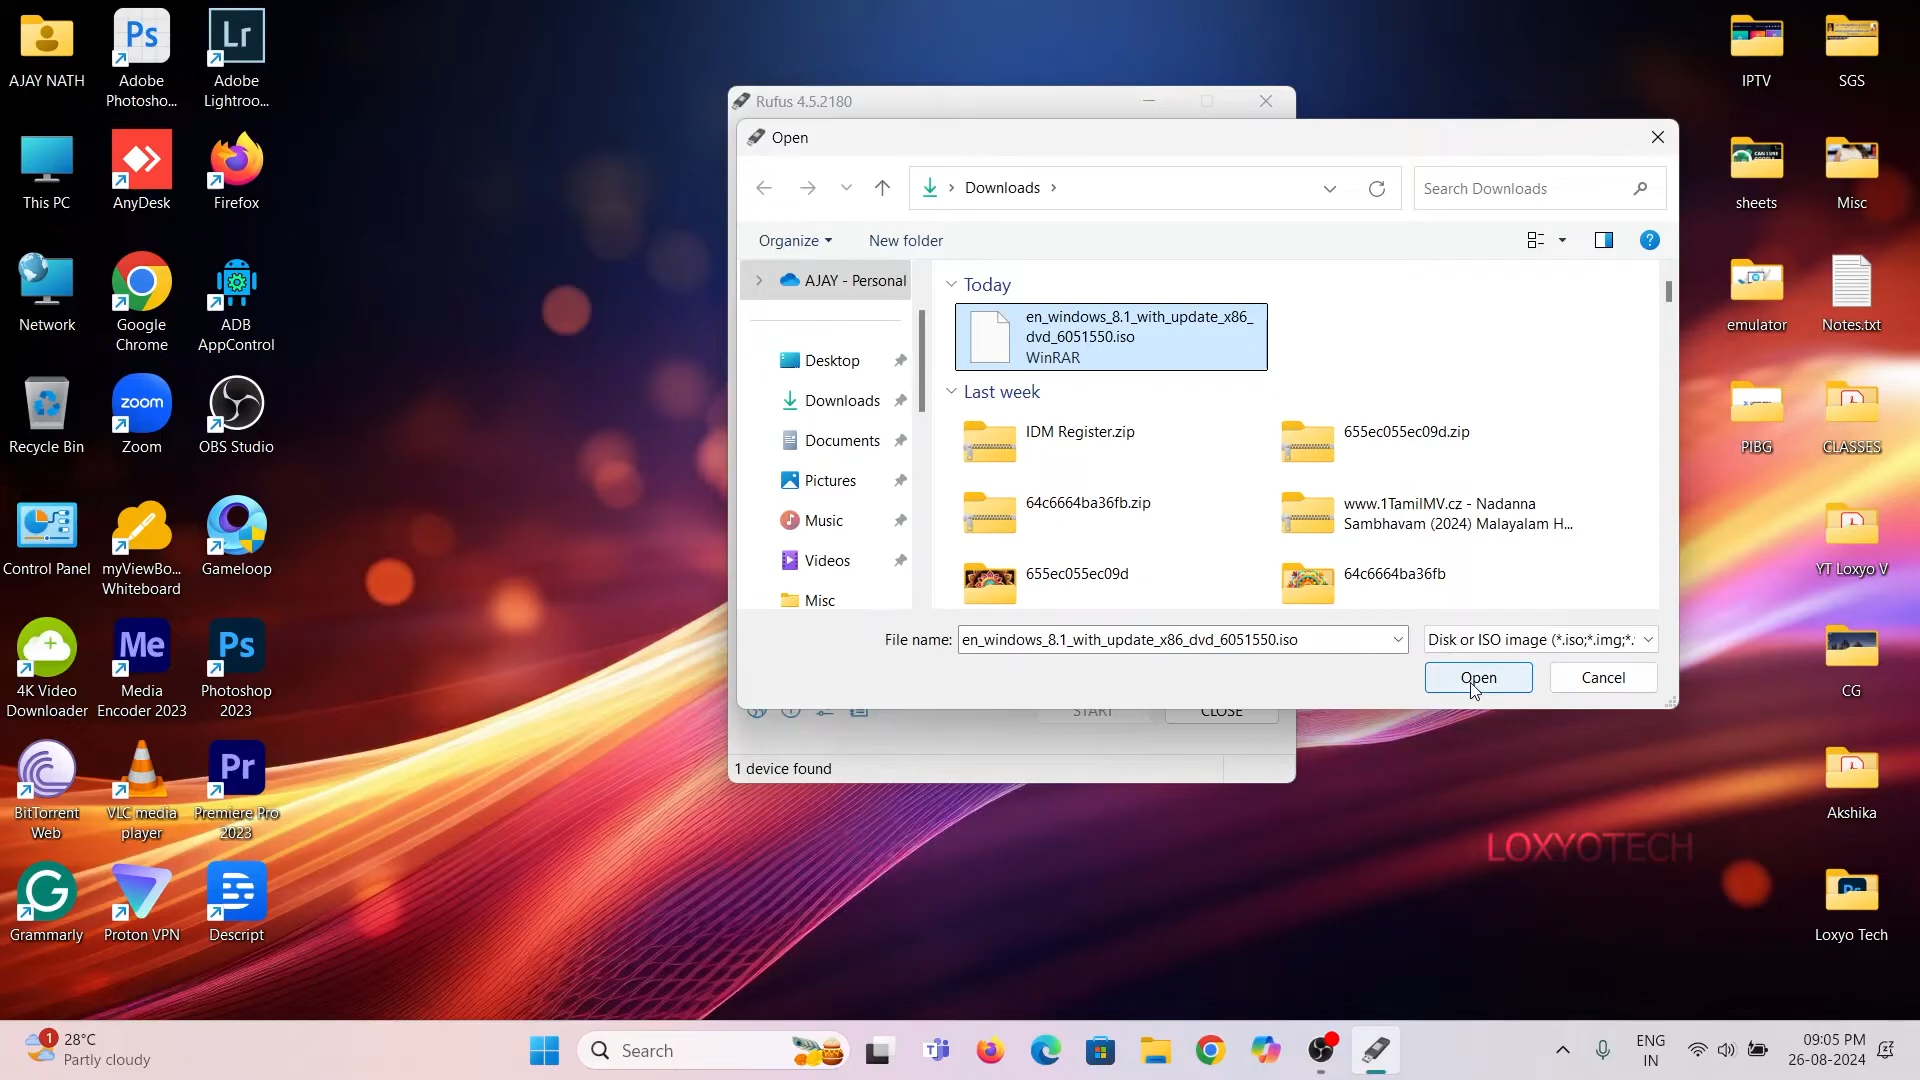 AJAY NATH
Adobe
Photosho...
Adobe
Lightroo...
This PC
AnyDesk
Firefox
Network
Google
Chrome
ADB
AppControl
Recycle Bin
zoom
Zoom
OBS Studio
Control Panel
myViewBo...
Whiteboard
Gameloop
4K Video
Downloader
Media
Encoder 2023
Photoshop
2023
BitTorrent
Web
VLC media
player
Premiere Pro
2023
Grammarly
Proton VPN
Descript
Ps
Lr
Me
Ps
Pr
Rufus 4.5.2180
Open
Downloads
Search Downloads
Organize
New folder
AJAY - Personal
Desktop
Downloads
Documents
Pictures
Music
Videos
Misc
Today
en_windows_8.1_with_update_x86_
dvd_6051550.iso
WinRAR
Last week
IDM Register.zip
655ec055ec09d.zip
64c6664ba36fb.zip
www.1TamilMV.cz - Nadanna
Sambhavam (2024) Malayalam H...
655ec055ec09d
64c6664ba36fb
File name:
en_windows_8.1_with_update_x86_dvd_6051550.iso
Disk or ISO image (*.iso;*.img;*.
Open
Cancel
START
CLOSE
1 device found
IPTV
SGS
sheets
Misc
emulator
Notes.txt
PIBG
CLASSES
YT Loxyo V
CG
Akshika
Loxyo Tech
LOXYOTECH
1
28°C
Partly cloudy
Search
ENG
IN
09:05 PM
26-08-2024